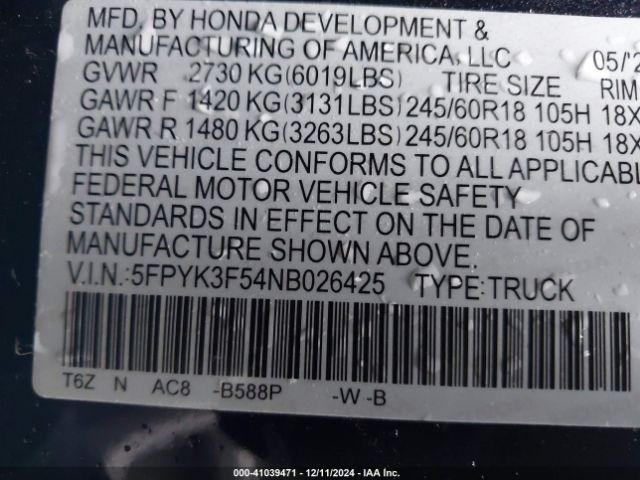 MFD. BY HONDA DEVELOPMENT &
MANUFACTURING OF AMERICA, LLC 05/'2
GVWR 2730 KG(6019LBS) TIRE SIZE RIM
GAWR F 1420 KG(3131LBS) 245/60R18 105H 18X
GAWR R 1480 KG(3263LBS) 245/60R18 105H 18X
THIS VEHICLE CONFORMS TO ALL APPLICABL
FEDERAL MOTOR VEHICLE SAFETY
STANDARDS IN EFFECT ON THE DATE OF
MANUFACTURE SHOWN ABOVE.
V.I.N.:5FPYK3F54NB026425 TYPE:TRUCK
T6Z N AC8 -B588P -W -B
000-41039471 - 12/11/2024 - IAA Inc.